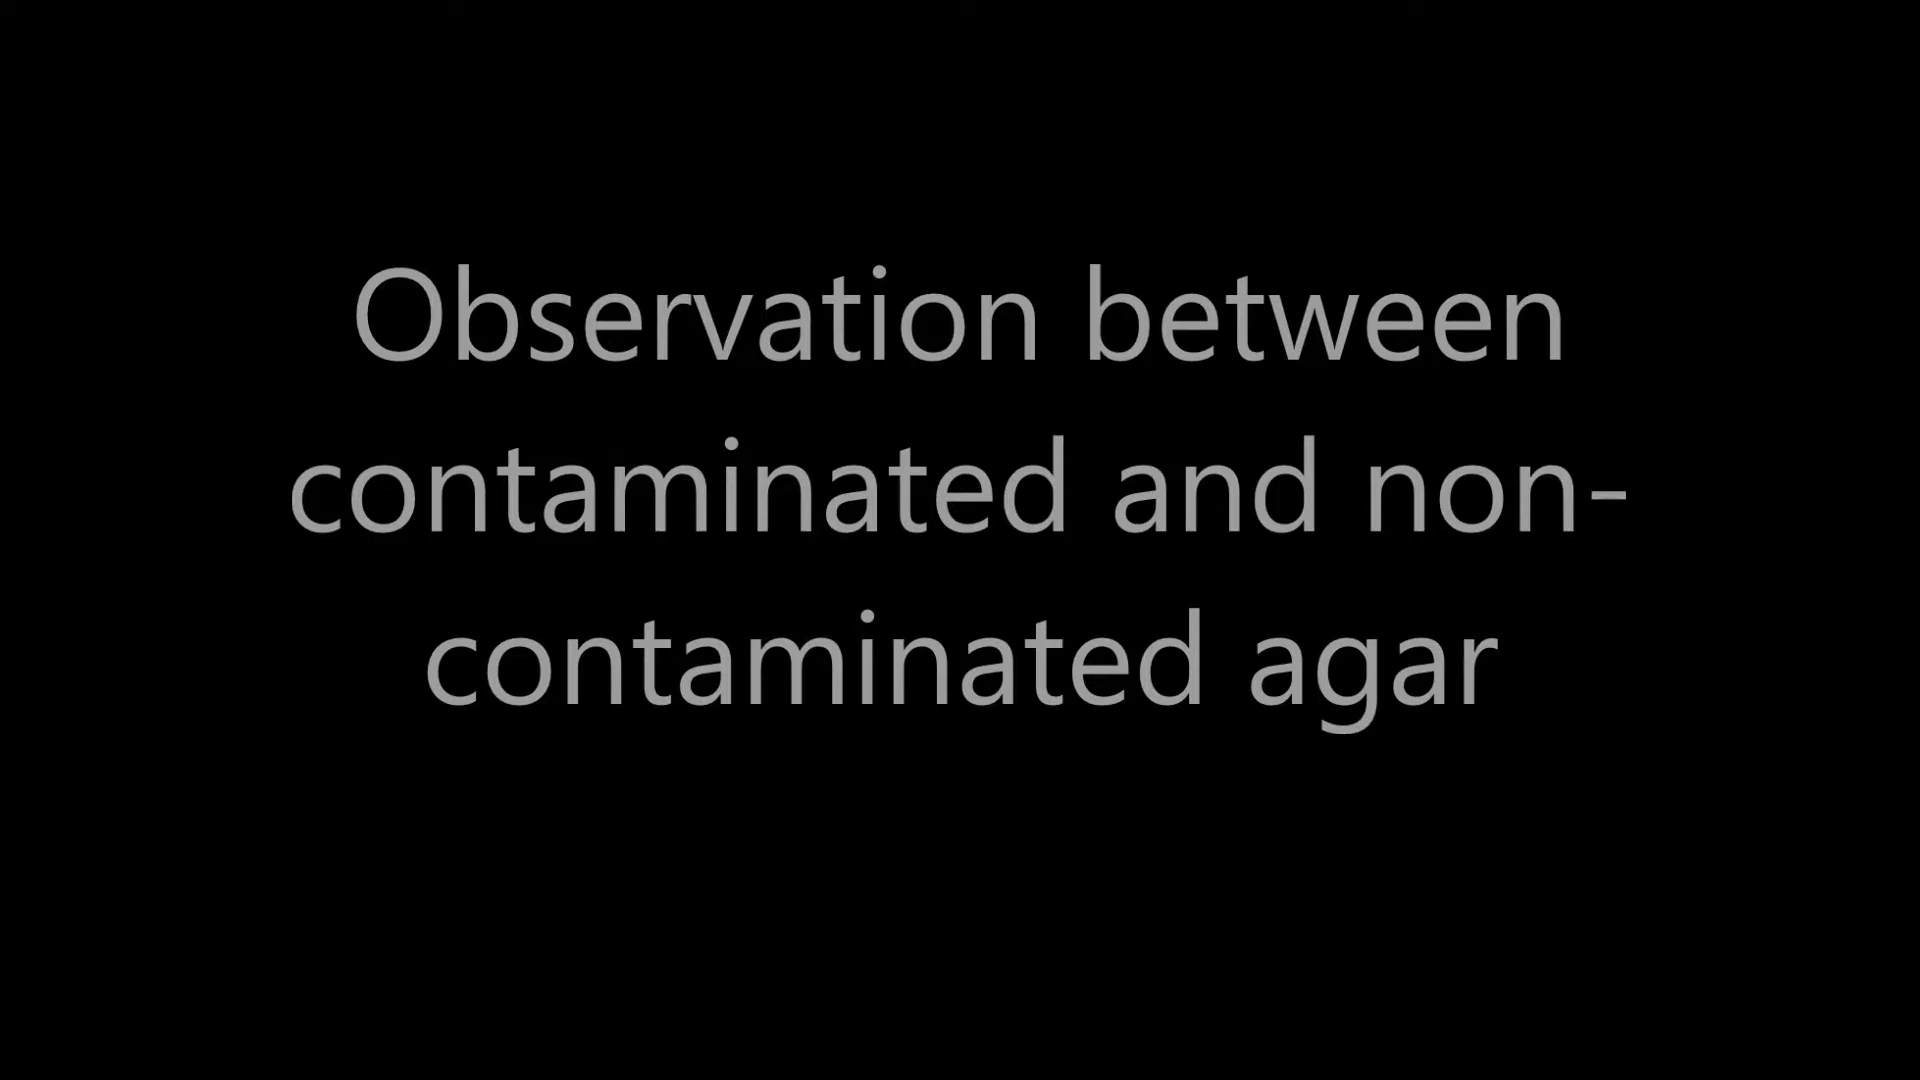 Observation between
contaminated and non-
contaminated agar